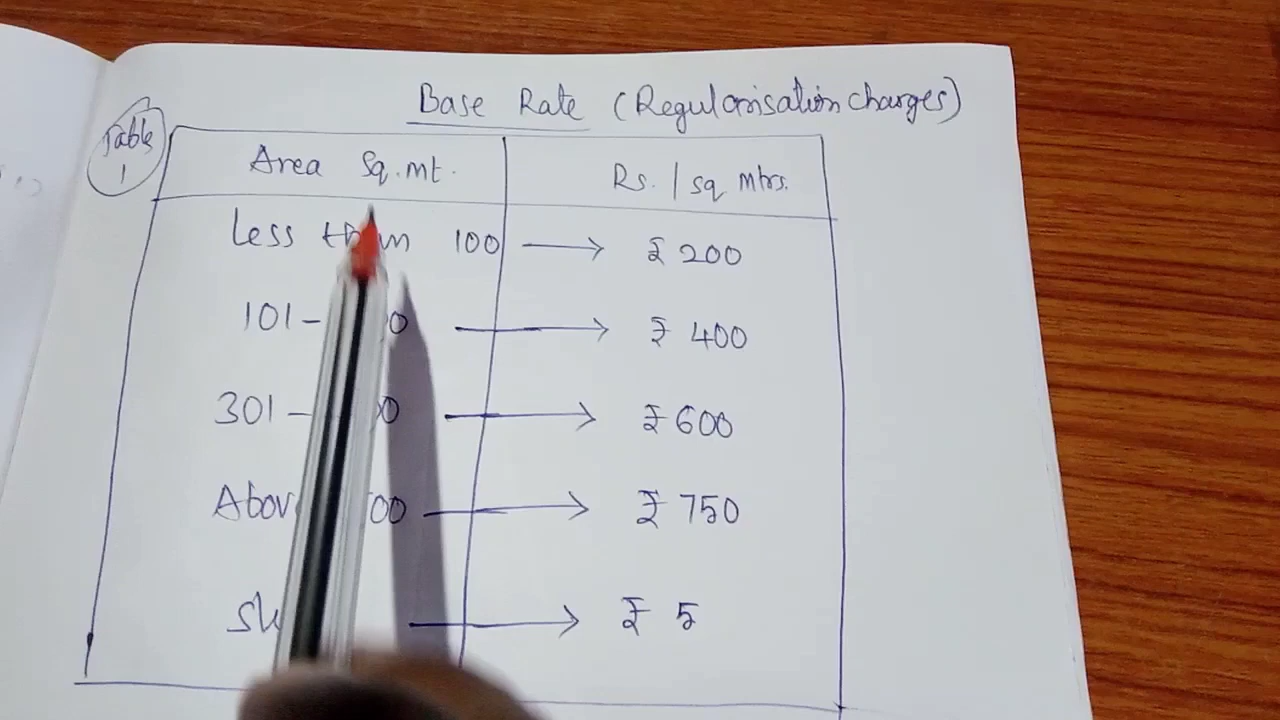 Base Rate (Regularisation charges)
Table 1
Area Sq.mt. Rs. / sq mtrs.
Less than 100 → ₹ 200
101 – → ₹ 400
301 – → ₹ 600
→ ₹ 750
→ ₹ 5